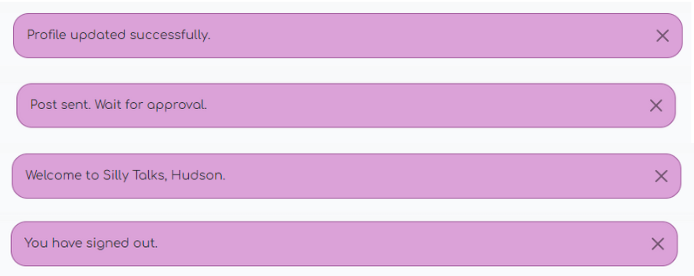 Profile updated successfully.
Post sent. Wait for approval.
Welcome to Silly Talks, Hudson.
You have signed out.